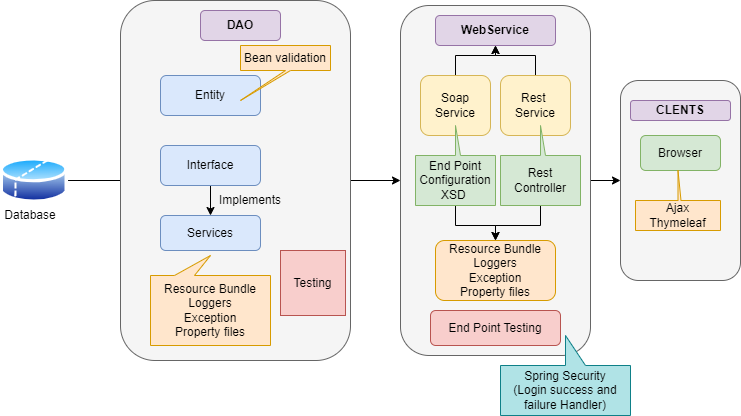 DAO
Bean validation
Entity
Interface
Implements
Services
Resource Bundle
Loggers
Exception
Property files
Testing
Database
WebService
Soap
Service
Rest
Service
End Point
Configuration
XSD
Rest
Controller
Resource Bundle
Loggers
Exception
Property files
End Point Testing
Spring Security
(Login success and
failure Handler)
CLENTS
Browser
Ajax
Thymeleaf